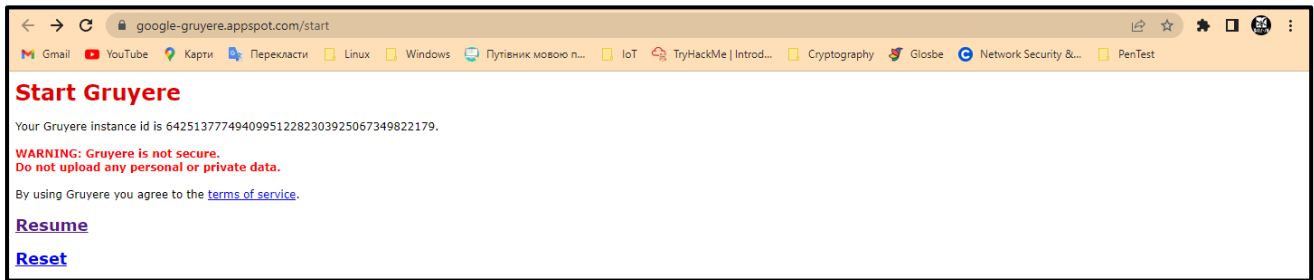 google-gruyere.appspot.com/start
Gmail YouTube Карти Перекласти Linux Windows Путівник мовою п... IoT TryHackMe | Introd... Cryptography Glosbe Network Security &... PenTest
Start Gruyere
Your Gruyere instance id is 642513777494099512282303925067349822179.
WARNING: Gruyere is not secure.
Do not upload any personal or private data.
By using Gruyere you agree to the terms of service.
Resume
Reset